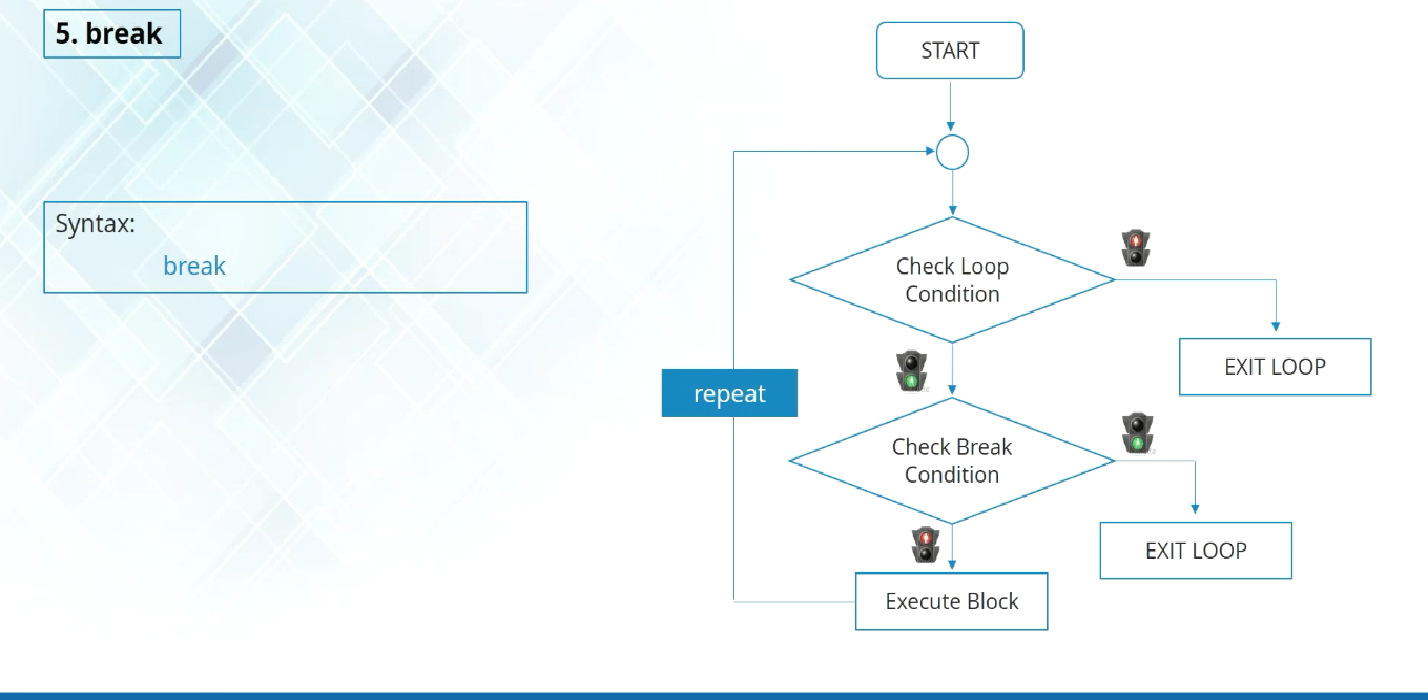 5. break
Syntax:
break
START
Check Loop
Condition
EXIT LOOP
repeat
Check Break
Condition
EXIT LOOP
Execute Block